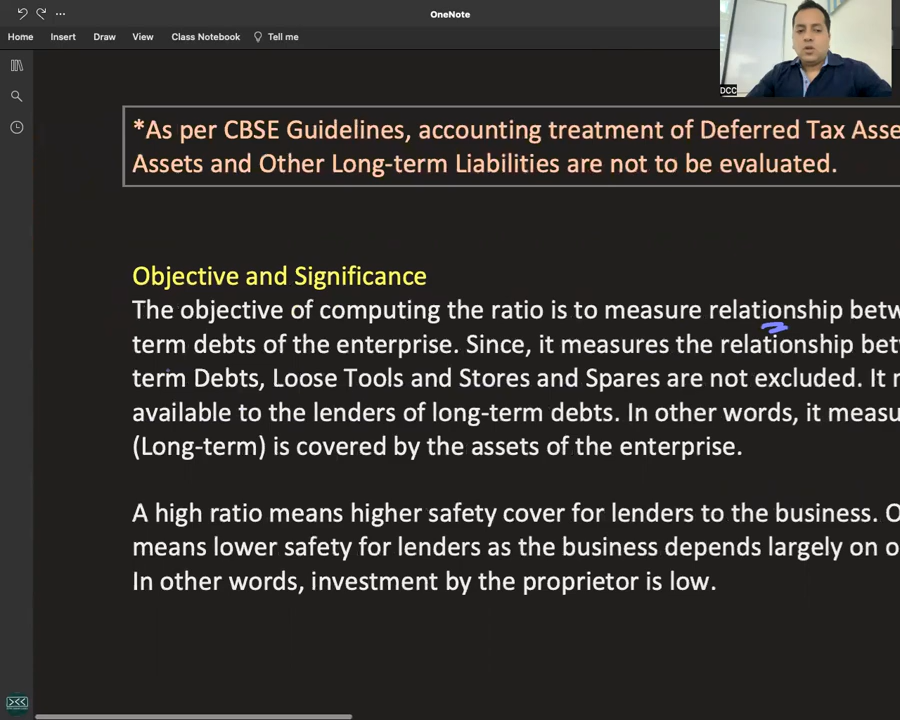 OneNote
Home Insert Draw View Class Notebook Tell me
DCC
*As per CBSE Guidelines, accounting treatment of Deferred Tax
Assets and Other Long-term Liabilities are not to be evaluated.
Objective and Significance
The objective of computing the ratio is to measure relationship
term debts of the enterprise. Since, it measures the relationship
term Debts, Loose Tools and Stores and Spares are not excluded. It
available to the lenders of long-term debts. In other words, it
(Long-term) is covered by the assets of the enterprise.
A high ratio means higher safety cover for lenders to the business.
means lower safety for lenders as the business depends largely on
In other words, investment by the proprietor is low.